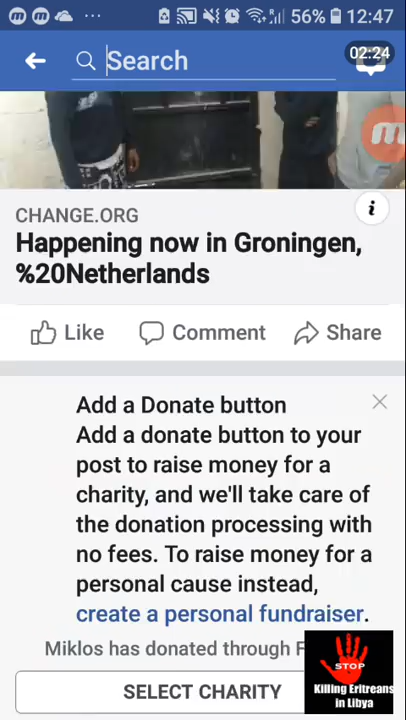 56% 12:47
Search
02:24
CHANGE.ORG
Happening now in Groningen,
%20Netherlands
Like Comment Share
Add a Donate button
Add a donate button to your
post to raise money for a
charity, and we'll take care of
the donation processing with
no fees. To raise money for a
personal cause instead,
create a personal fundraiser.
Miklos has donated through F
SELECT CHARITY
STOP
Killing Eritreans
in Libya